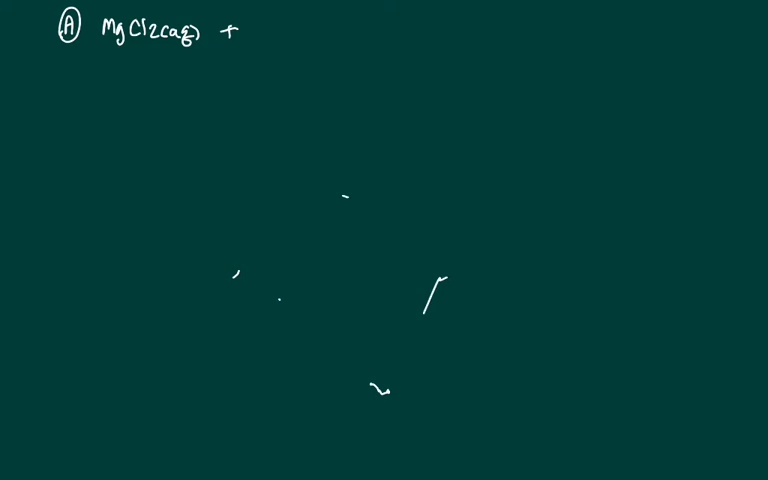 Ⓐ MgCl2(aq) +